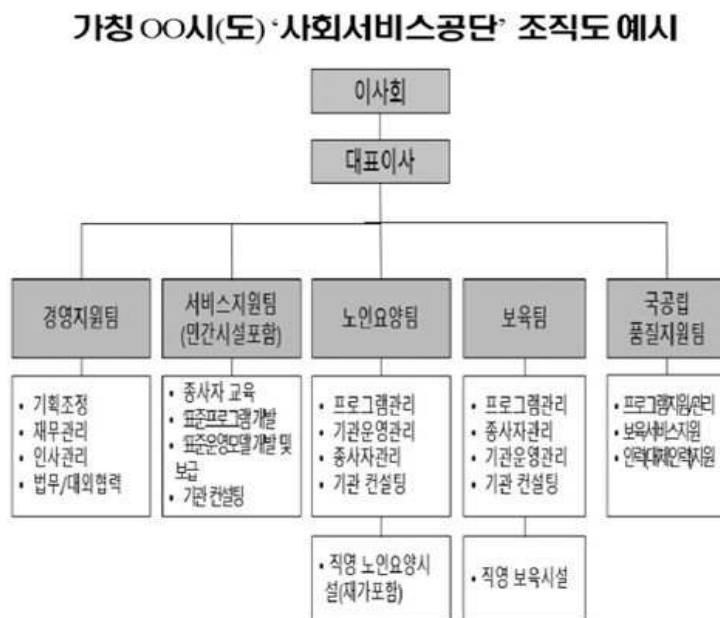 가칭 OO시(도) ‘사회서비스공단’ 조직도 예시
이사회
대표이사
경영지원팀
• 기획조정
• 재무관리
• 인사관리
• 법무/대외협력
서비스지원팀
(민간시설포함)
• 종사자 교육
• 표준프로그램개발
• 표준운영모델개발 및
보급
• 기관 컨설팅
노인요양팀
• 프로그램관리
• 기관운영관리
• 종사자관리
• 기관 컨설팅
• 직영 노인요양시
설(재가포함)
보육팀
• 프로그램관리
• 종사자관리
• 기관운영관리
• 기관 컨설팅
• 직영 보육시설
국공립
품질지원팀
• 프로그램지원/관리
• 보육서비스지원
• 인력(대체인력)지원